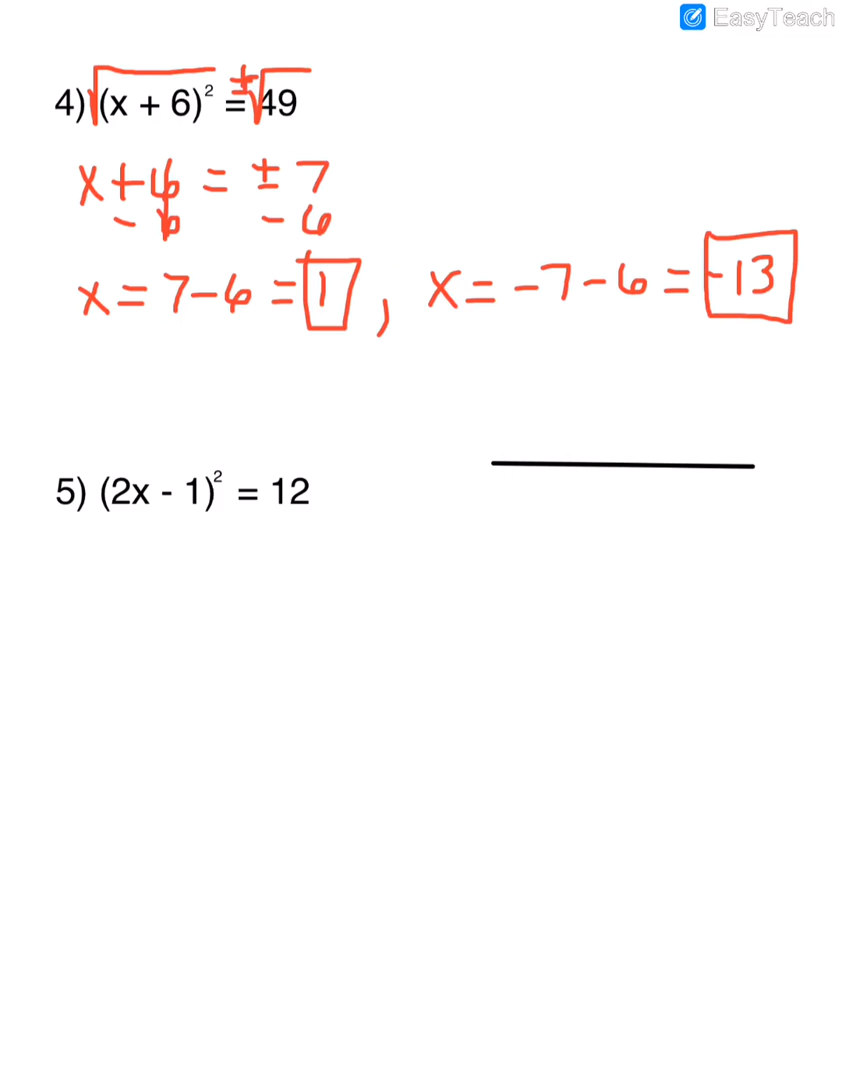 EasyTeach
4) √(x + 6)² = ±√49
x + 6 = ± 7
- 6 - 6
x = 7 - 6 = 1 , x = -7 - 6 = -13
5) (2x - 1)² = 12